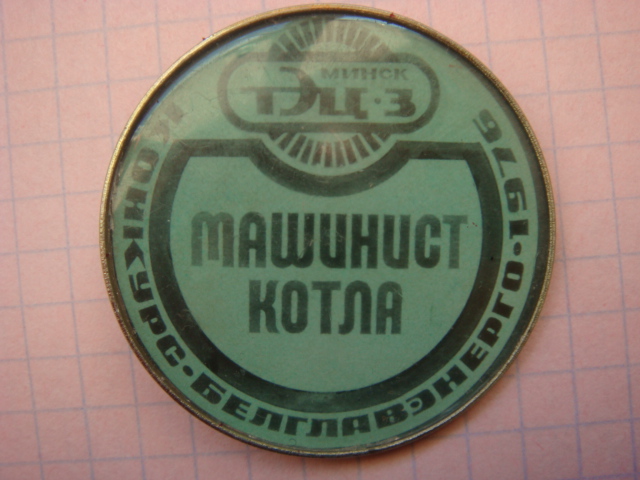 МИНСК
ТЭЦ·3
МАШИНИСТ
КОТЛА
КОНКУРС·БЕЛГЛАВЭНЕРГО·1976